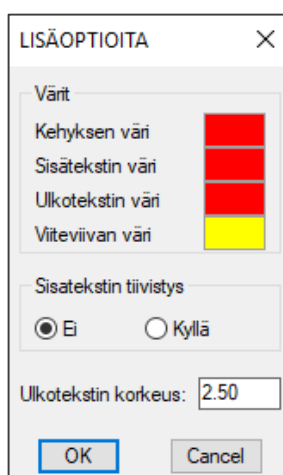 LISÄOPTIOITA
Värit
Kehyksen väri
Sisätekstin väri
Ulkotekstin väri
Viiteviivan väri
Sisatekstin tiivistys
Ei Kyllä
Ulkotekstin korkeus: 2.50
OK Cancel